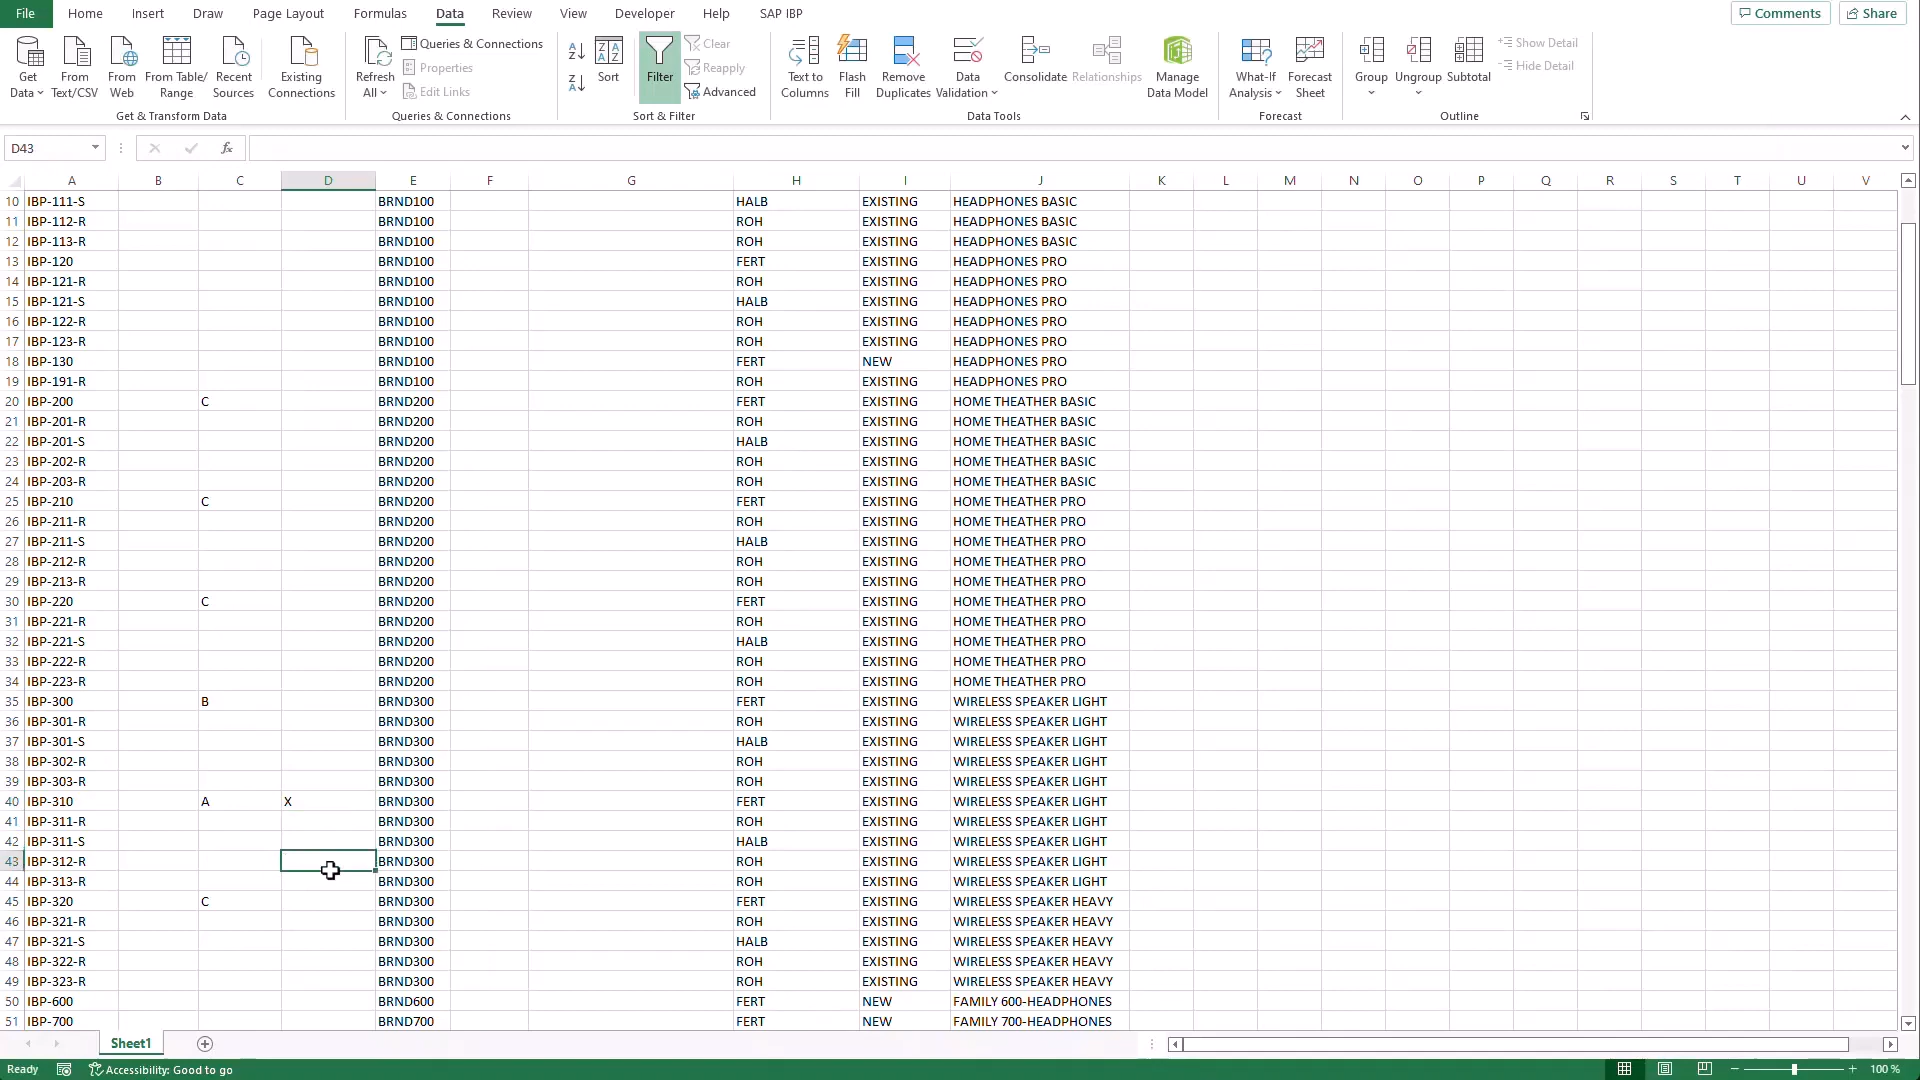 File Home Insert Draw Page Layout Formulas Data Review View Developer Help SAP IBP Comments Share
Get Data From Text/CSV From Web From Table/ Range Recent Sources Existing Connections
Get & Transform Data
Refresh All Queries & Connections Properties Edit Links
Queries & Connections
Sort Filter Clear Reapply Advanced
Sort & Filter
Text to Columns Flash Fill Remove Duplicates Data Validation Consolidate Relationships Manage Data Model
Data Tools
What-If Analysis Forecast Sheet
Forecast
Group Ungroup Subtotal Show Detail Hide Detail
Outline
D43 fx
A B C D E F G H I J K L M N O P Q R S T U V
10 IBP-111-S BRND100 HALB EXISTING HEADPHONES BASIC
11 IBP-112-R BRND100 ROH EXISTING HEADPHONES BASIC
12 IBP-113-R BRND100 ROH EXISTING HEADPHONES BASIC
13 IBP-120 BRND100 FERT EXISTING HEADPHONES PRO
14 IBP-121-R BRND100 ROH EXISTING HEADPHONES PRO
15 IBP-121-S BRND100 HALB EXISTING HEADPHONES PRO
16 IBP-122-R BRND100 ROH EXISTING HEADPHONES PRO
17 IBP-123-R BRND100 ROH EXISTING HEADPHONES PRO
18 IBP-130 BRND100 FERT NEW HEADPHONES PRO
19 IBP-191-R BRND100 ROH EXISTING HEADPHONES PRO
20 IBP-200 C BRND200 FERT EXISTING HOME THEATHER BASIC
21 IBP-201-R BRND200 ROH EXISTING HOME THEATHER BASIC
22 IBP-201-S BRND200 HALB EXISTING HOME THEATHER BASIC
23 IBP-202-R BRND200 ROH EXISTING HOME THEATHER BASIC
24 IBP-203-R BRND200 ROH EXISTING HOME THEATHER BASIC
25 IBP-210 C BRND200 FERT EXISTING HOME THEATHER PRO
26 IBP-211-R BRND200 ROH EXISTING HOME THEATHER PRO
27 IBP-211-S BRND200 HALB EXISTING HOME THEATHER PRO
28 IBP-212-R BRND200 ROH EXISTING HOME THEATHER PRO
29 IBP-213-R BRND200 ROH EXISTING HOME THEATHER PRO
30 IBP-220 C BRND200 FERT EXISTING HOME THEATHER PRO
31 IBP-221-R BRND200 ROH EXISTING HOME THEATHER PRO
32 IBP-221-S BRND200 HALB EXISTING HOME THEATHER PRO
33 IBP-222-R BRND200 ROH EXISTING HOME THEATHER PRO
34 IBP-223-R BRND200 ROH EXISTING HOME THEATHER PRO
35 IBP-300 B BRND300 FERT EXISTING WIRELESS SPEAKER LIGHT
36 IBP-301-R BRND300 ROH EXISTING WIRELESS SPEAKER LIGHT
37 IBP-301-S BRND300 HALB EXISTING WIRELESS SPEAKER LIGHT
38 IBP-302-R BRND300 ROH EXISTING WIRELESS SPEAKER LIGHT
39 IBP-303-R BRND300 ROH EXISTING WIRELESS SPEAKER LIGHT
40 IBP-310 A X BRND300 FERT EXISTING WIRELESS SPEAKER LIGHT
41 IBP-311-R BRND300 ROH EXISTING WIRELESS SPEAKER LIGHT
42 IBP-311-S BRND300 HALB EXISTING WIRELESS SPEAKER LIGHT
43 IBP-312-R BRND300 ROH EXISTING WIRELESS SPEAKER LIGHT
44 IBP-313-R BRND300 ROH EXISTING WIRELESS SPEAKER LIGHT
45 IBP-320 C BRND300 FERT EXISTING WIRELESS SPEAKER HEAVY
46 IBP-321-R BRND300 ROH EXISTING WIRELESS SPEAKER HEAVY
47 IBP-321-S BRND300 HALB EXISTING WIRELESS SPEAKER HEAVY
48 IBP-322-R BRND300 ROH EXISTING WIRELESS SPEAKER HEAVY
49 IBP-323-R BRND300 ROH EXISTING WIRELESS SPEAKER HEAVY
50 IBP-600 BRND600 FERT NEW FAMILY 600-HEADPHONES
51 IBP-700 BRND700 FERT NEW FAMILY 700-HEADPHONES
Sheet1
Ready Accessibility: Good to go 100 %